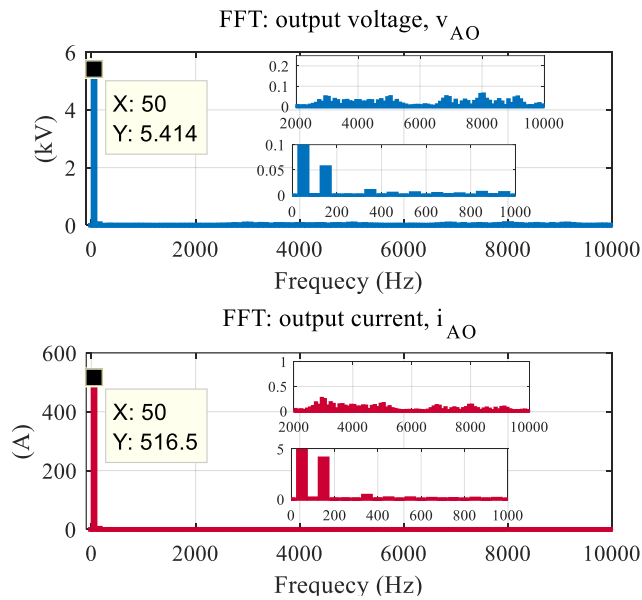 FFT: output voltage, v_AO
6
4
2
0
(kV)
X: 50
Y: 5.414
0.2
0.1
0
2000 4000 6000 8000 10000
0.1
0.05
0
0 200 400 600 800 1000
0 2000 4000 6000 8000 10000
Frequecy (Hz)
FFT: output current, i_AO
600
400
200
0
(A)
X: 50
Y: 516.5
1
0.5
0
2000 4000 6000 8000 10000
5
0
0 200 400 600 800 1000
0 2000 4000 6000 8000 10000
Frequecy (Hz)